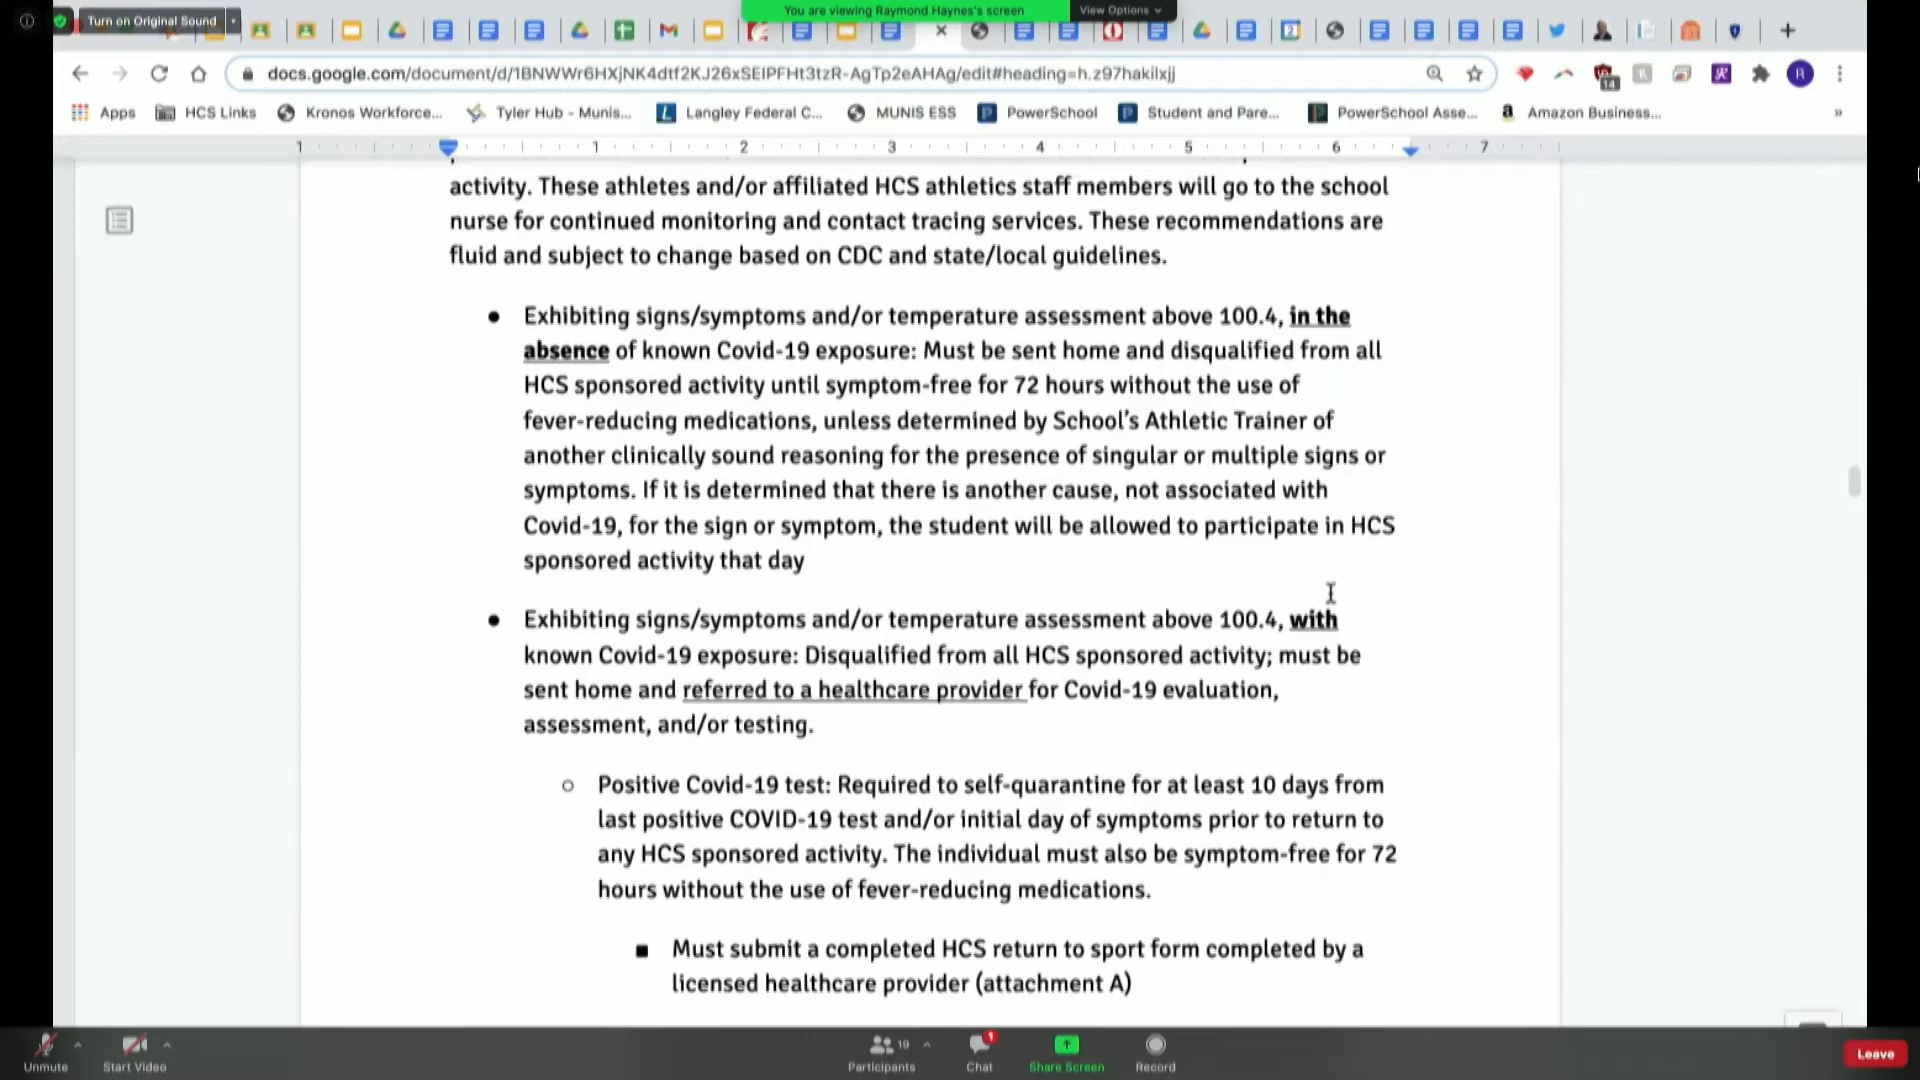 Turn on Original Sound
You are viewing Raymond Haynes's screen
View Options
docs.google.com/document/d/1BNWWr6HXjNK4dtf2KJ26xSEIPFHt3tzR-AgTp2eAHAg/edit#heading=h.z97hakilxjj
14
R
Apps
HCS Links
Kronos Workforce...
Tyler Hub - Munis...
Langley Federal C...
MUNIS ESS
PowerSchool
Student and Pare...
PowerSchool Asse...
Amazon Business...
»
1 1 2 3 4 5 6 7
activity. These athletes and/or affiliated HCS athletics staff members will go to the school
nurse for continued monitoring and contact tracing services. These recommendations are
fluid and subject to change based on CDC and state/local guidelines.
● Exhibiting signs/symptoms and/or temperature assessment above 100.4, in the
absence of known Covid-19 exposure: Must be sent home and disqualified from all
HCS sponsored activity until symptom-free for 72 hours without the use of
fever-reducing medications, unless determined by School's Athletic Trainer of
another clinically sound reasoning for the presence of singular or multiple signs or
symptoms. If it is determined that there is another cause, not associated with
Covid-19, for the sign or symptom, the student will be allowed to participate in HCS
sponsored activity that day
● Exhibiting signs/symptoms and/or temperature assessment above 100.4, with
known Covid-19 exposure: Disqualified from all HCS sponsored activity; must be
sent home and referred to a healthcare provider for Covid-19 evaluation,
assessment, and/or testing.
○ Positive Covid-19 test: Required to self-quarantine for at least 10 days from
last positive COVID-19 test and/or initial day of symptoms prior to return to
any HCS sponsored activity. The individual must also be symptom-free for 72
hours without the use of fever-reducing medications.
■ Must submit a completed HCS return to sport form completed by a
licensed healthcare provider (attachment A)
Unmute
Start Video
19
Participants
1
Chat
Share Screen
Record
Leave